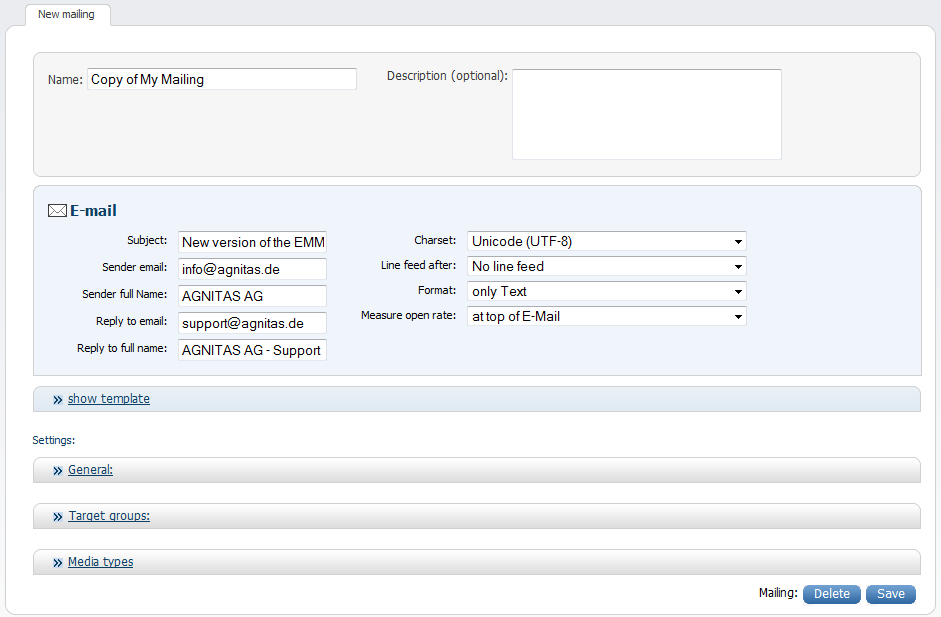 New mailing
Name: Copy of My Mailing
Description (optional):
E-mail
Subject: New version of the EMM
Sender email: info@agnitas.de
Sender full Name: AGNITAS AG
Reply to email: support@agnitas.de
Reply to full name: AGNITAS AG - Support
Charset: Unicode (UTF-8)
Line feed after: No line feed
Format: only Text
Measure open rate: at top of E-Mail
show template
Settings:
General:
Target groups:
Media types
Mailing: Delete Save